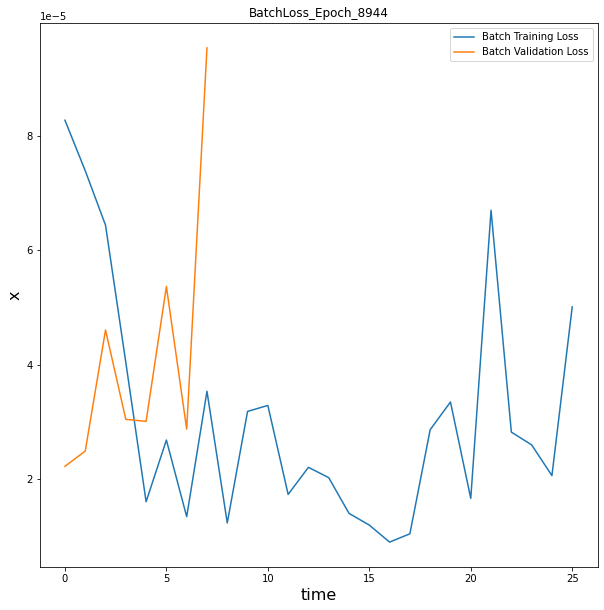 BatchLoss_Epoch_8944
1e−5
Batch Training Loss
Batch Validation Loss
8
6
4
2
x
0 5 10 15 20 25
time